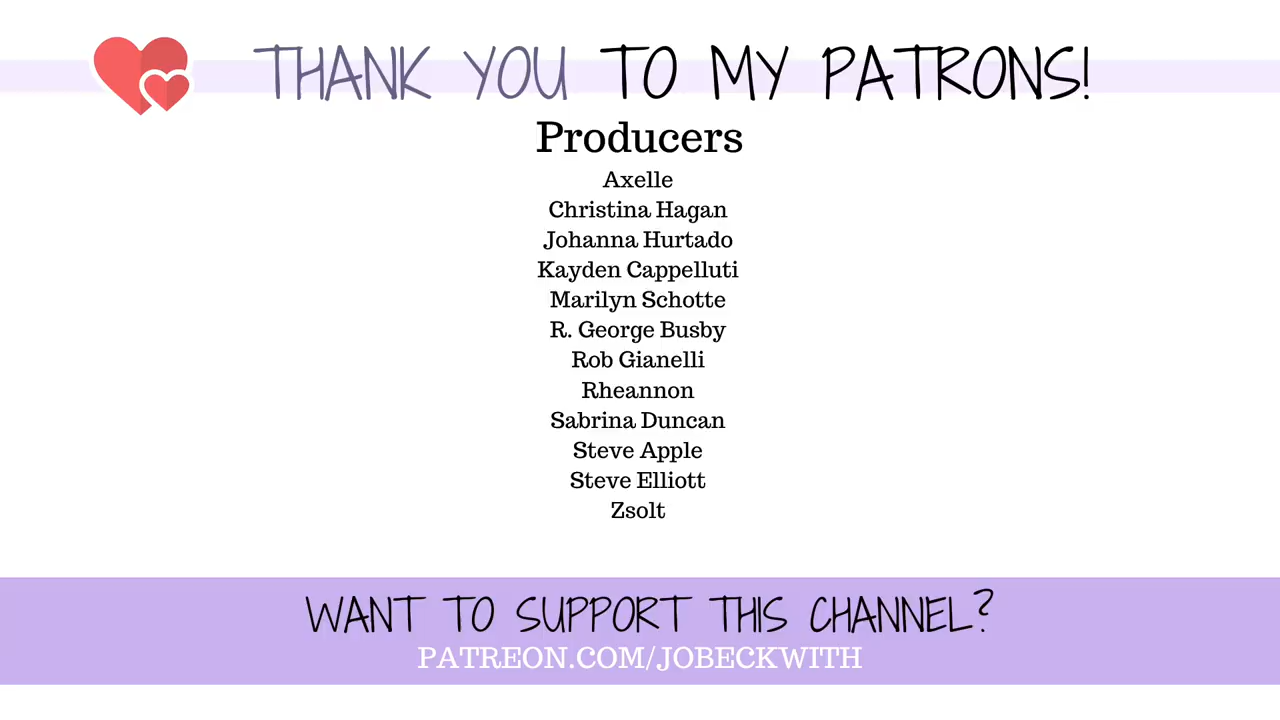 THANK YOU TO MY PATRONS!
Producers
Axelle
Christina Hagan
Johanna Hurtado
Kayden Cappelluti
Marilyn Schotte
R. George Busby
Rob Gianelli
Rheannon
Sabrina Duncan
Steve Apple
Steve Elliott
Zsolt
WANT TO SUPPORT THIS CHANNEL?
PATREON.COM/JOBECKWITH